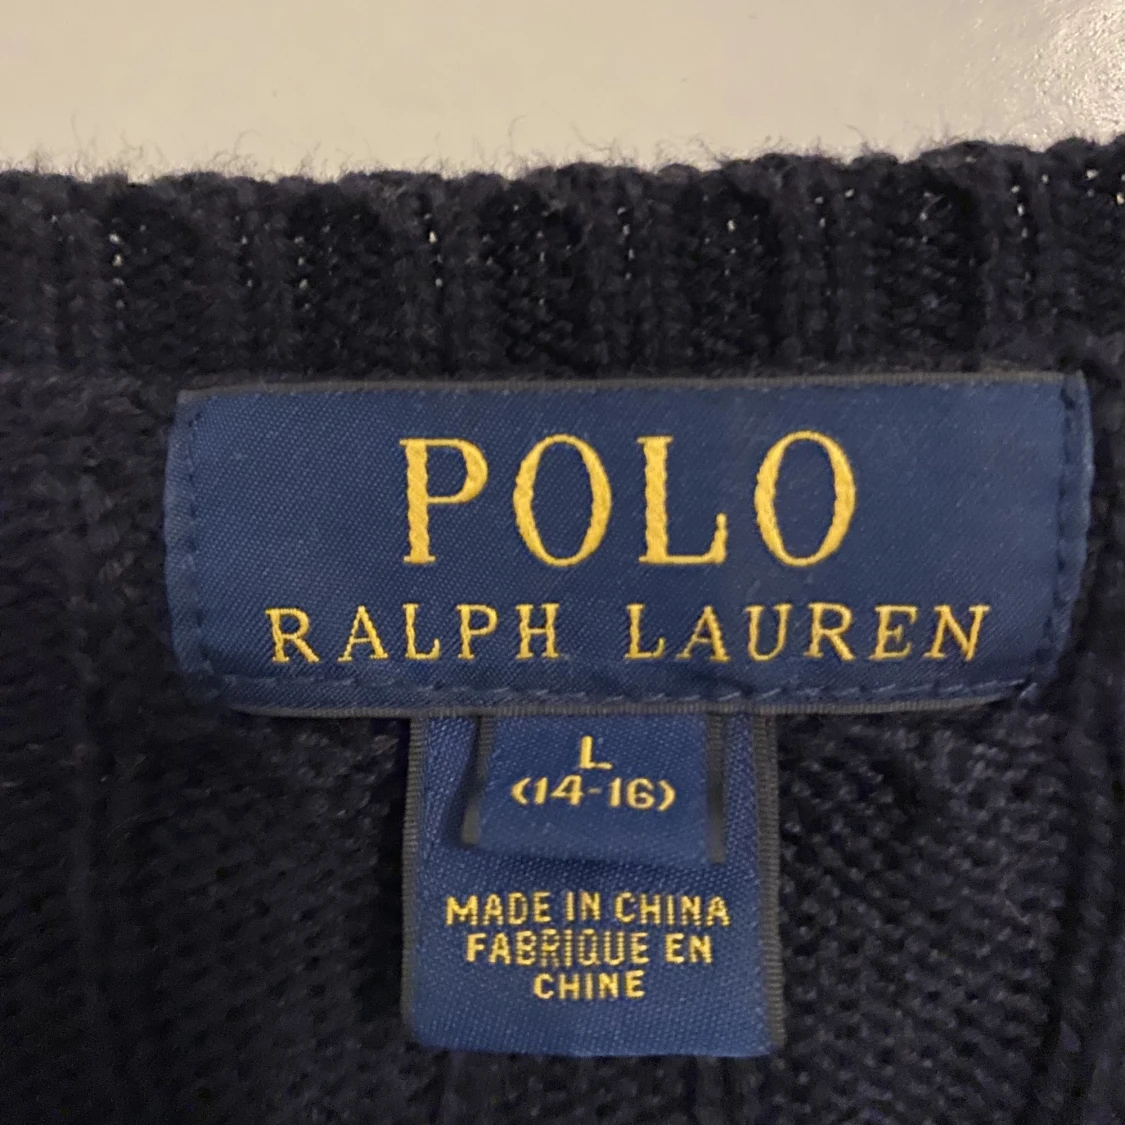 POLO
RALPH LAUREN
L
(14-16)
MADE IN CHINA
FABRIQUE EN
CHINE